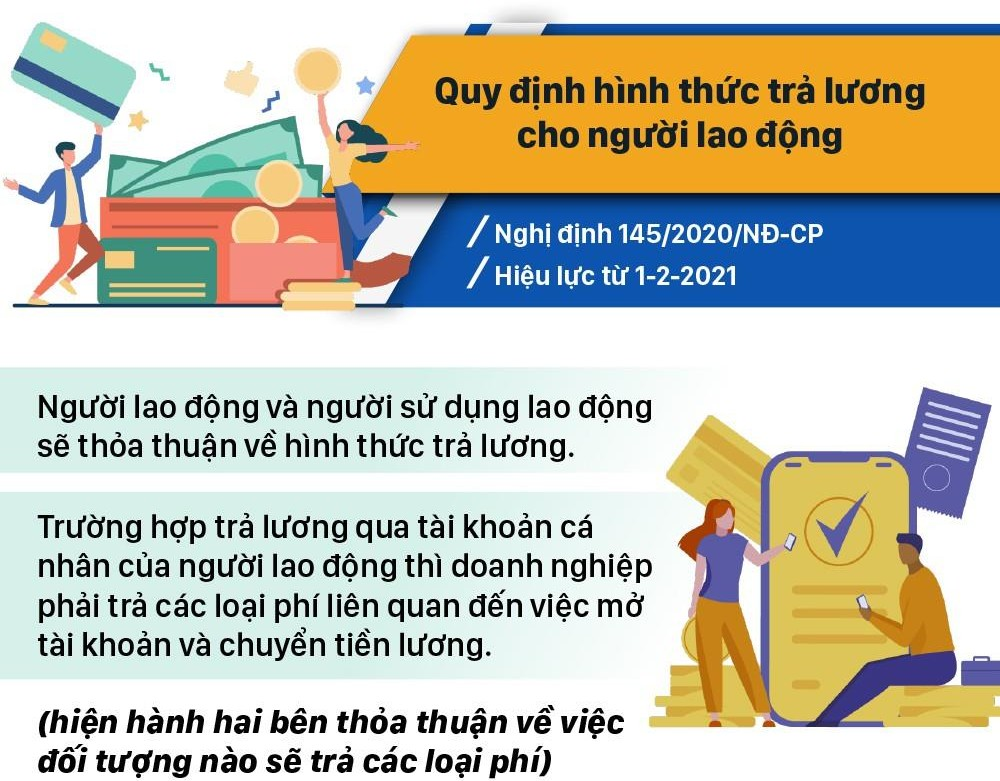 Quy định hình thức trả lương
cho người lao động
/ Nghị định 145/2020/NĐ-CP
/ Hiệu lực từ 1-2-2021
Người lao động và người sử dụng lao động
sẽ thỏa thuận về hình thức trả lương.
Trường hợp trả lương qua tài khoản cá
nhân của người lao động thì doanh nghiệp
phải trả các loại phí liên quan đến việc mở
tài khoản và chuyển tiền lương.
(hiện hành hai bên thỏa thuận về việc
đối tượng nào sẽ trả các loại phí)